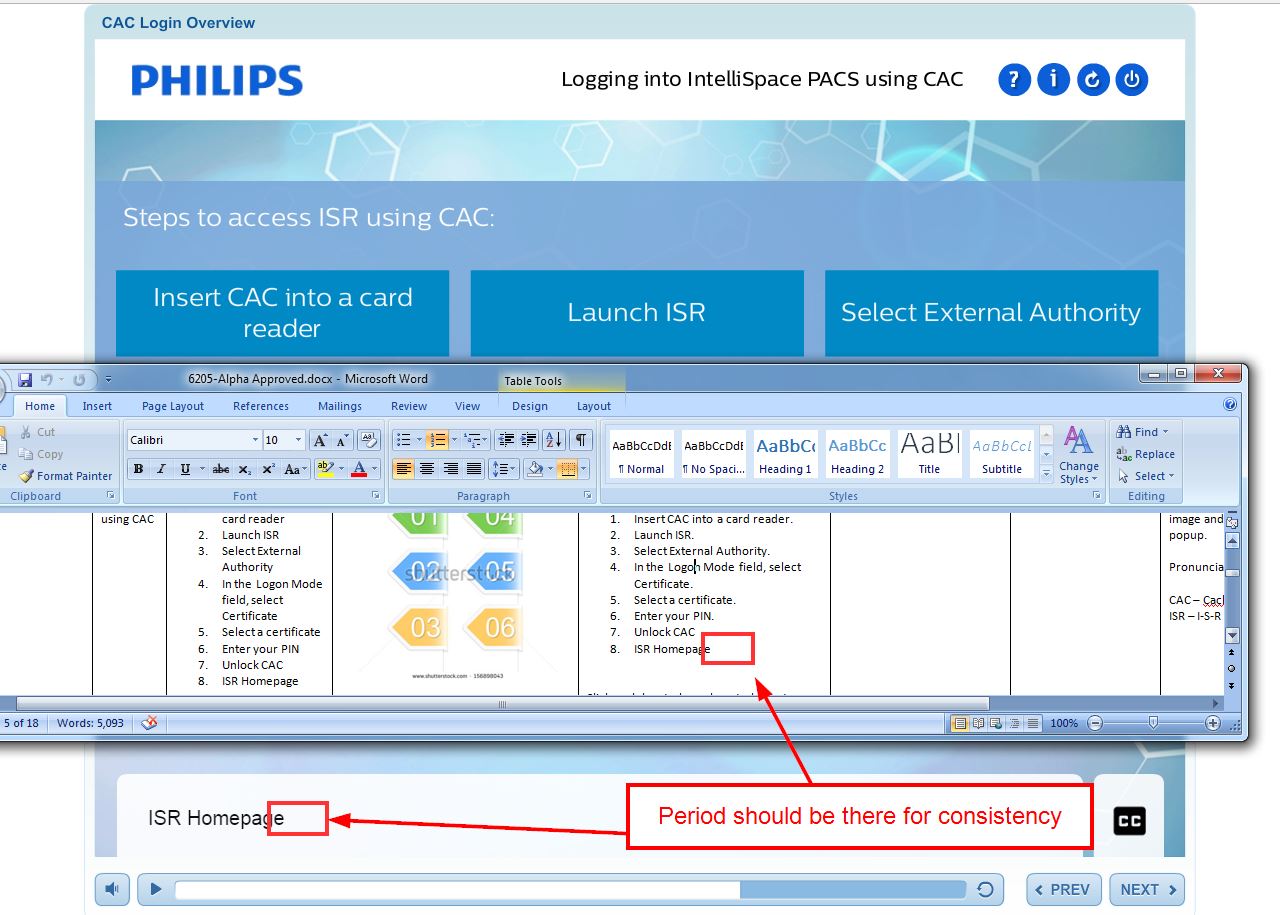 CAC Login Overview
PHILIPS
Logging into IntelliSpace PACS using CAC
? i
Steps to access ISR using CAC:
Insert CAC into a card
reader
Launch ISR
Select External Authority
6205-Alpha Approved.docx - Microsoft Word
Table Tools
Home Insert Page Layout References Mailings Review View Design Layout
Cut
Copy
Format Painter
Clipboard
Calibri 10
B I U abc x₂ x² Aa
Font
Paragraph
AaBbCcDdE AaBbCcDdE AaBbCc AaBbCc AaBl AaBbCcL
¶ Normal ¶ No Spaci... Heading 1 Heading 2 Title Subtitle
Change
Styles
Styles
Find
Replace
Select
Editing
using CAC
card reader
2. Launch ISR
3. Select External
Authority
4. In the Logon Mode
field, select
Certificate
5. Select a certificate
6. Enter your PIN
7. Unlock CAC
8. ISR Homepage
01 04
02 05
shutterstock
03 06
www.shutterstock.com · 156898043
1. Insert CAC into a card reader.
2. Launch ISR.
3. Select External Authority.
4. In the Logon Mode field, select
Certificate.
5. Select a certificate.
6. Enter your PIN.
7. Unlock CAC
8. ISR Homepage
image and
popup.
Pronuncia
CAC – Cacl
ISR – I-S-R
5 of 18 Words: 5,093
100%
ISR Homepage
Period should be there for consistency
CC
PREV
NEXT